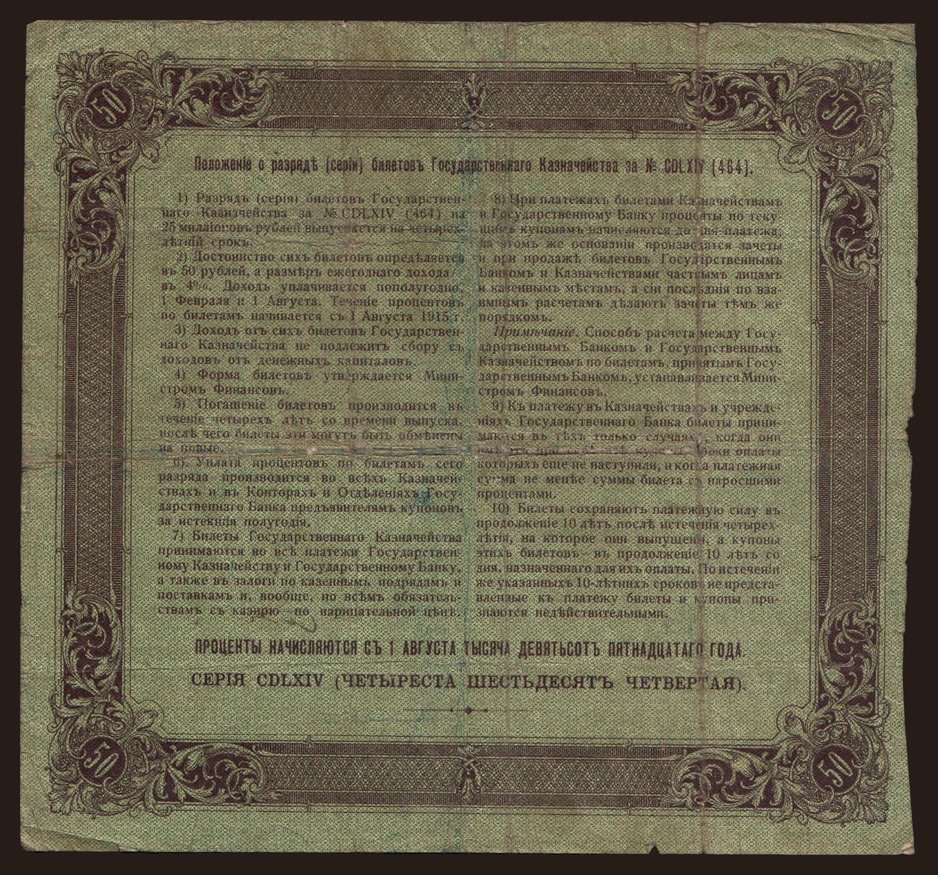 50 50
Положеніе о разрядѣ (серіи) билетовъ Государственнаго Казначейства за № CDLXIV (464).
1) Разрядъ (серія) билетовъ Государствен-
наго Казначейства за № CDLXIV (464) на
25 милліоновъ рублей выпускается на четырех-
лѣтній срокъ.
2) Достоинство сихъ билетовъ опредѣляется
въ 50 рублей, а размѣръ ежегоднаго дохода
въ 4%. Доходъ уплачивается пополугодно,
1 Февраля и 1 Августа. Теченіе процентовъ
по билетамъ начинается съ 1 Августа 1915 г.
3) Доходъ отъ сихъ билетовъ Государствен-
наго Казначейства не подлежитъ сбору съ
доходовъ отъ денежныхъ капиталовъ.
4) Форма билетовъ утверждается Мини-
стромъ Финансовъ.
5) Погашеніе билетовъ производится въ
теченіе четырехъ лѣтъ со времени выпуска,
послѣ чего билеты эти могутъ быть обмѣнены
на новые.
6) Уплата процентовъ по билетамъ сего
разряда производится во всѣхъ Казначей-
ствахъ и въ Конторахъ и Отдѣленіяхъ Госу-
дарственнаго Банка предъявителямъ купоновъ
за истекшія полугодія.
7) Билеты Государственнаго Казначейства
принимаются во всѣ платежи Государствен-
ному Казначейству и Государственному Банку,
а также въ залоги по казеннымъ подрядамъ и
поставкамъ и, вообще, по всѣмъ обязатель-
ствамъ съ казною—по нарицательной цѣнѣ.
8) При платежахъ билетами Казначействамъ
и Государственному Банку проценты по теку-
щимъ купонамъ начисляются до дня платежа,
на этомъ же основаніи производятся зачеты
и при продажѣ билетовъ Государственнымъ
Банкомъ и Казначействами частнымъ лицамъ
и казеннымъ мѣстамъ, а сіи послѣднія по вза-
имнымъ расчетамъ дѣлаютъ зачеты тѣмъ же
порядкомъ.
Примѣчаніе. Способъ расчета между Госу-
дарственнымъ Банкомъ и Государственнымъ
Казначействомъ по билетамъ, принятымъ Госу-
дарственнымъ Банкомъ, устанавливается Мини-
стромъ Финансовъ.
9) Къ платежу въ Казначействахъ и учрежде-
ніяхъ Государственнаго Банка билеты прини-
маются въ тѣхъ только случаяхъ, когда они
купоны, сроки оплаты
которыхъ еще не наступили, и когда платежная
сумма не менѣе суммы билета съ наросшими
процентами.
10) Билеты сохраняютъ платежную силу въ
продолженіе 10 лѣтъ послѣ истеченія четырех-
лѣтія, на которое они выпущены, а купоны
этихъ билетовъ—въ продолженіе 10 лѣтъ со
дня, назначеннаго для ихъ оплаты. По истеченіи
же указанныхъ 10-лѣтнихъ сроковъ не предста-
вленные къ платежу билеты и купоны при-
знаются недѣйствительными.
ПРОЦЕНТЫ НАЧИСЛЯЮТСЯ СЪ 1 АВГУСТА ТЫСЯЧА ДЕВЯТЬСОТЪ ПЯТНАДЦАТАГО ГОДА.
СЕРІЯ CDLXIV (ЧЕТЫРЕСТА ШЕСТЬДЕСЯТЪ ЧЕТВЕРТАЯ).
50 50